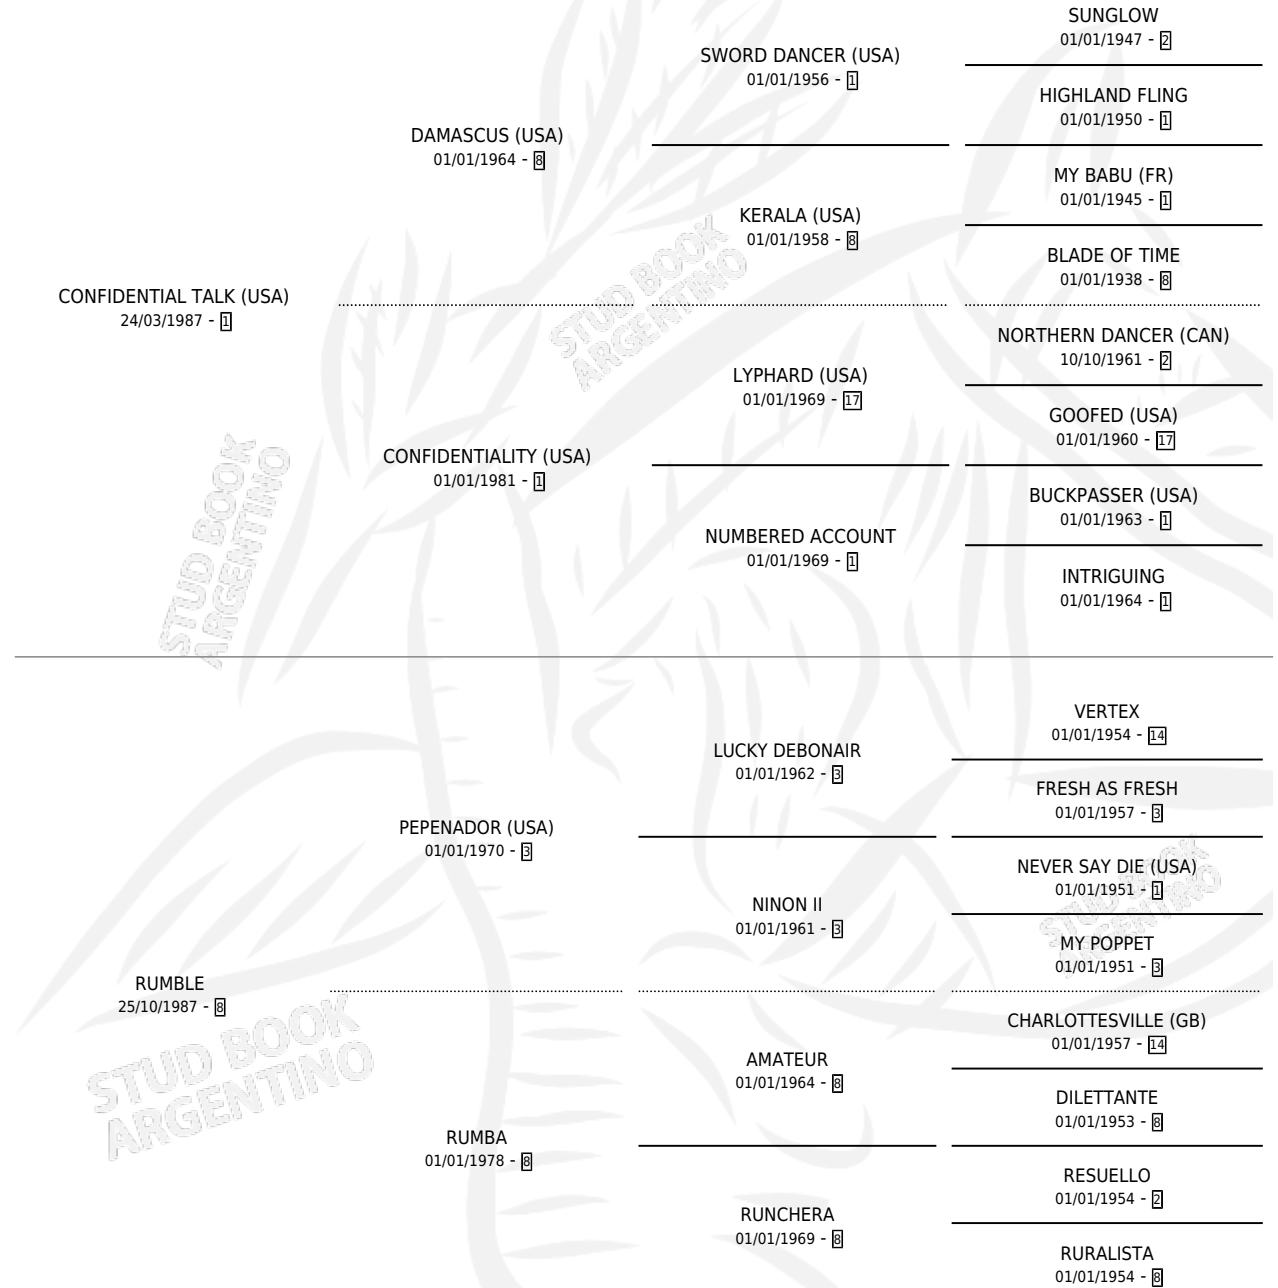 SUNGLOW
01/01/1947 - 2
SWORD DANCER (USA)
01/01/1956 - 1
HIGHLAND FLING
01/01/1950 - 1
DAMASCUS (USA)
01/01/1964 - 8
MY BABU (FR)
01/01/1945 - 1
KERALA (USA)
01/01/1958 - 8
BLADE OF TIME
01/01/1938 - 8
CONFIDENTIAL TALK (USA)
24/03/1987 - 1
NORTHERN DANCER (CAN)
10/10/1961 - 2
LYPHARD (USA)
01/01/1969 - 17
GOOFED (USA)
01/01/1960 - 17
CONFIDENTIALITY (USA)
01/01/1981 - 1
BUCKPASSER (USA)
01/01/1963 - 1
NUMBERED ACCOUNT
01/01/1969 - 1
INTRIGUING
01/01/1964 - 1
VERTEX
01/01/1954 - 14
LUCKY DEBONAIR
01/01/1962 - 3
FRESH AS FRESH
01/01/1957 - 3
PEPENADOR (USA)
01/01/1970 - 3
NEVER SAY DIE (USA)
01/01/1951 - 1
NINON II
01/01/1961 - 3
MY POPPET
01/01/1951 - 3
RUMBLE
25/10/1987 - 8
CHARLOTTESVILLE (GB)
01/01/1957 - 14
AMATEUR
01/01/1964 - 8
DILETTANTE
01/01/1953 - 8
RUMBA
01/01/1978 - 8
RESUELLO
01/01/1954 - 2
RUNCHERA
01/01/1969 - 8
RURALISTA
01/01/1954 - 8
STUD BOOK
ARGENTINO
STUD BOOK
ARGENTINO
STUD BOOK
ARGENTINO
STUD BOOK
ARGENTINO